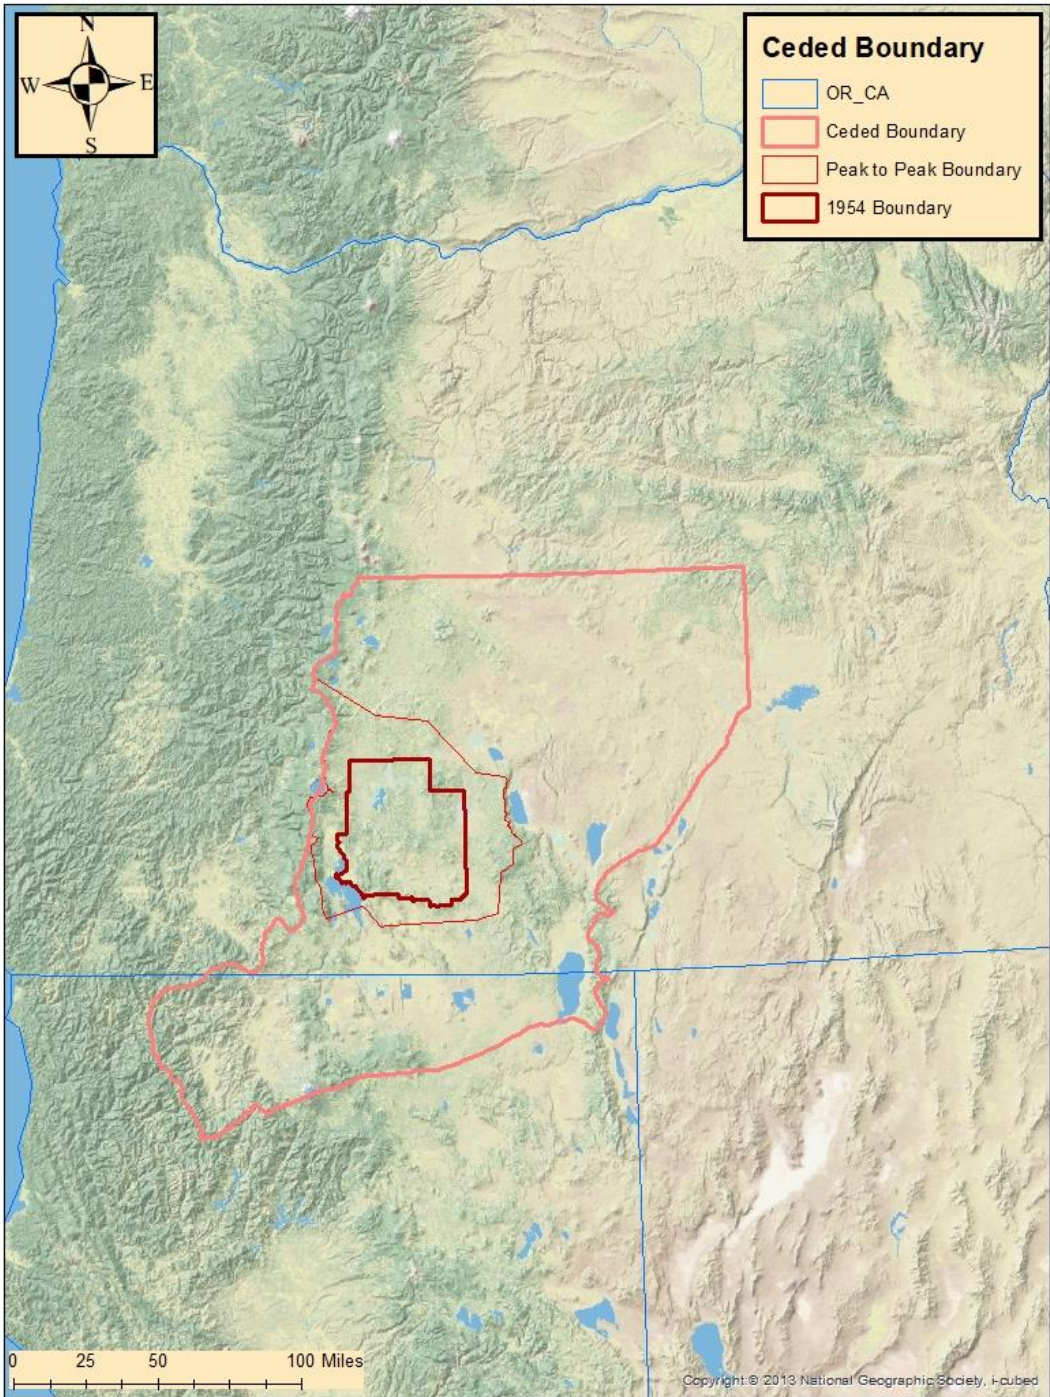 N
W E
S
Ceded Boundary
OR_CA
Ceded Boundary
Peak to Peak Boundary
1954 Boundary
0 25 50 100 Miles
Copyright:© 2013 National Geographic Society, i-cubed